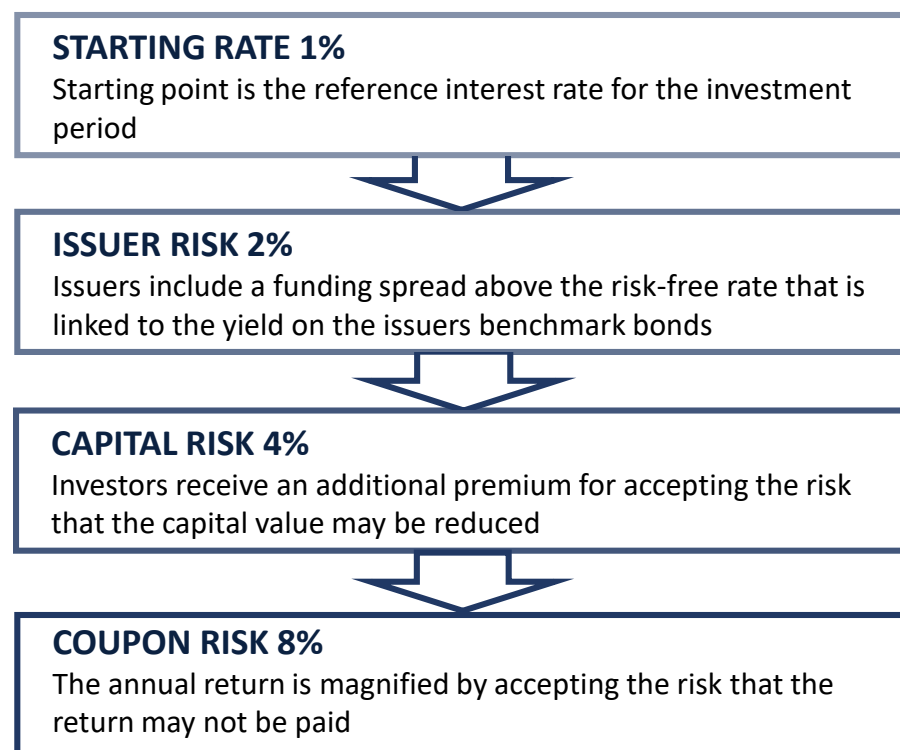 STARTING RATE 1%
Starting point is the reference interest rate for the investment
period
ISSUER RISK 2%
Issuers include a funding spread above the risk-free rate that is
linked to the yield on the issuers benchmark bonds
CAPITAL RISK 4%
Investors receive an additional premium for accepting the risk
that the capital value may be reduced
COUPON RISK 8%
The annual return is magnified by accepting the risk that the
return may not be paid